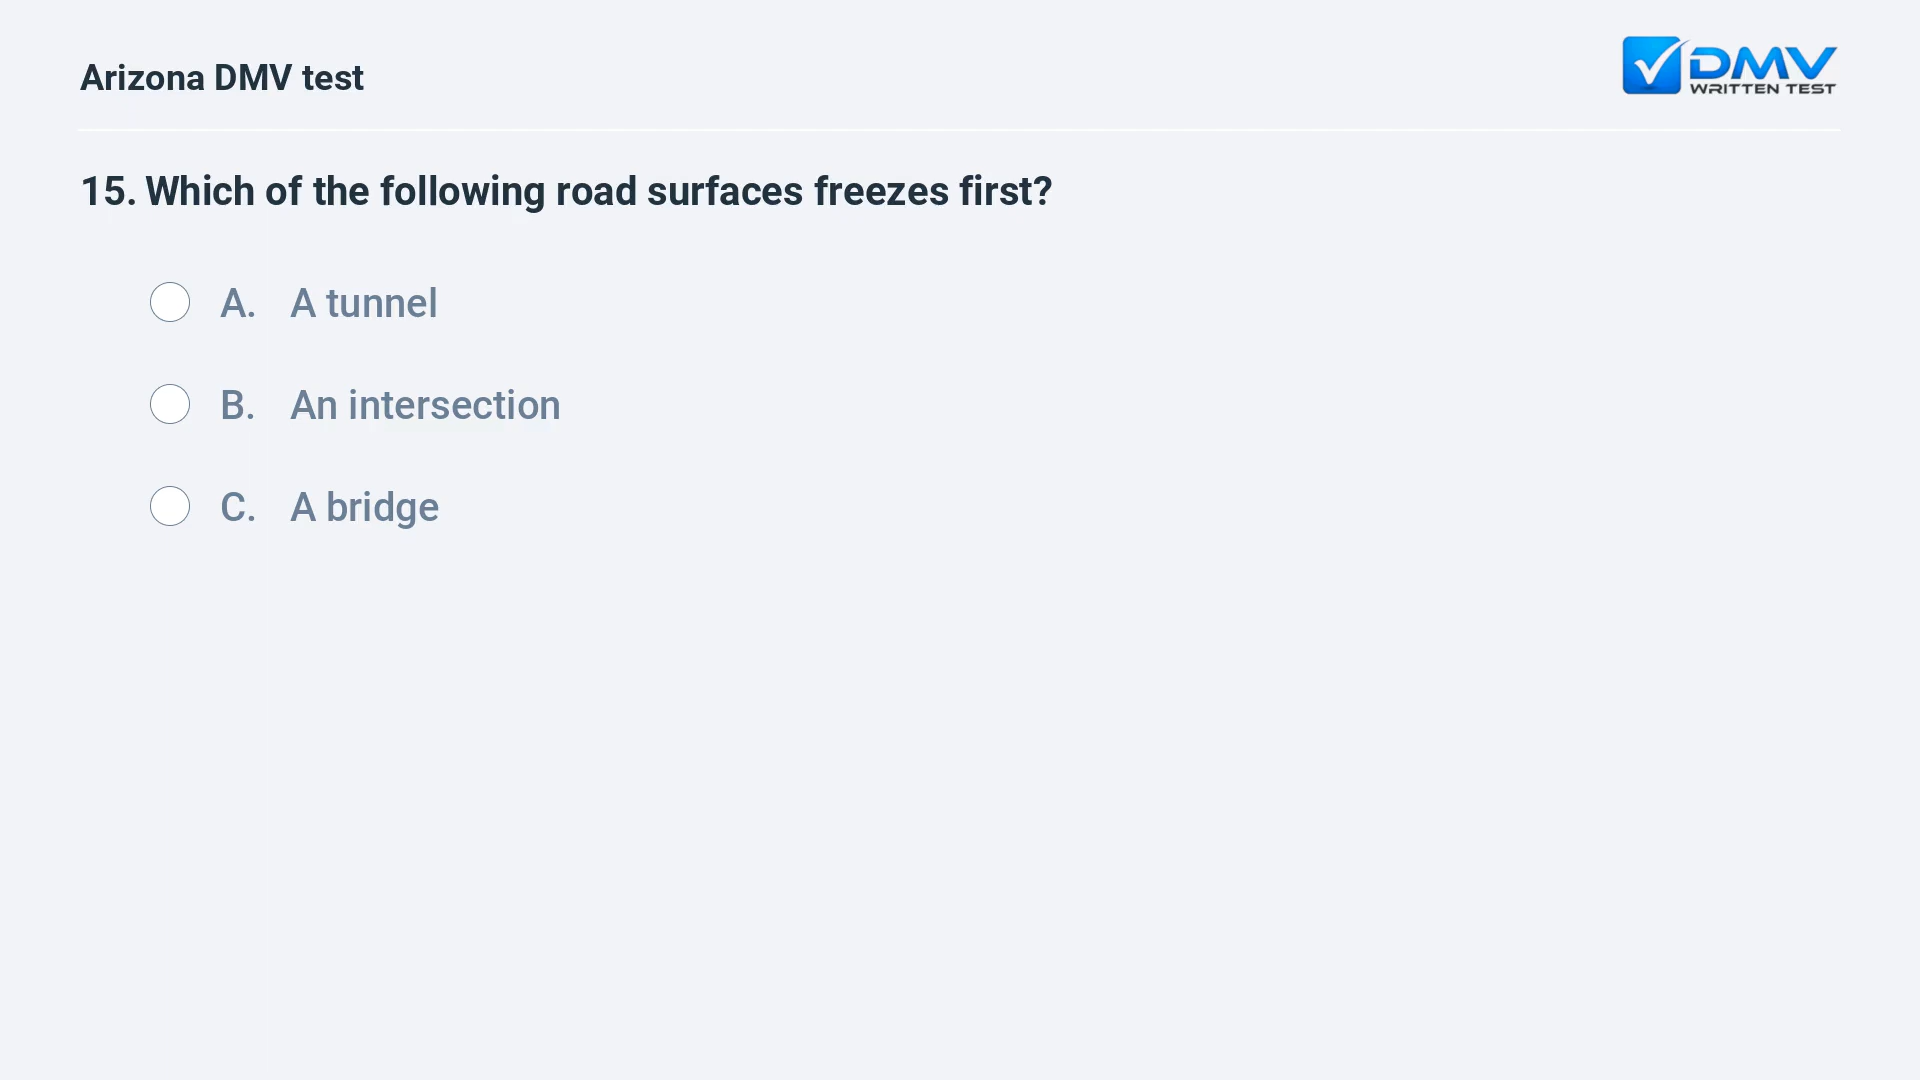 Arizona DMV test
DMV
WRITTEN TEST
15. Which of the following road surfaces freezes first?
A. A tunnel
B. An intersection
C. A bridge